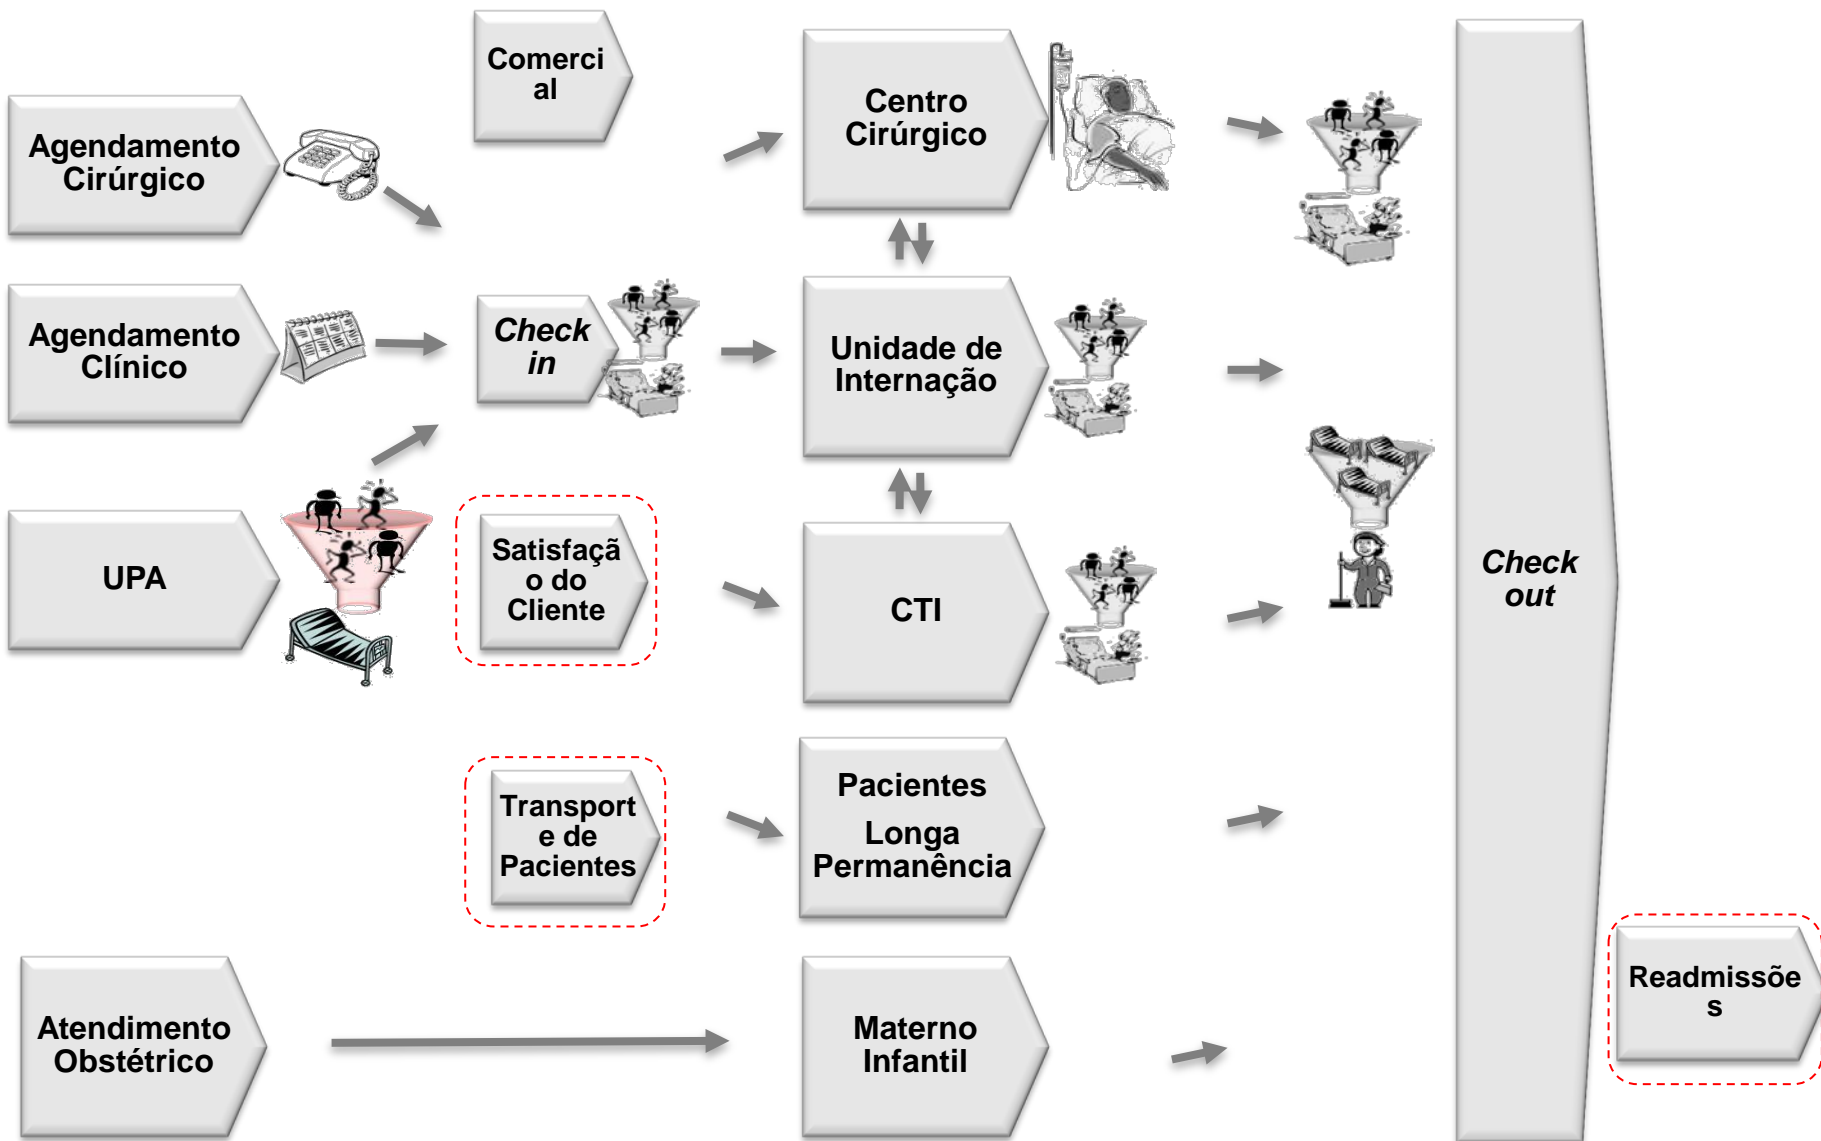 Comerci
al
Agendamento
Cirúrgico
Centro
Cirúrgico
Agendamento
Clínico
Check
in
Unidade de
Internação
UPA
Satisfaçã
o do
Cliente
CTI
Check
out
Transport
e de
Pacientes
Pacientes
Longa
Permanência
Atendimento
Obstétrico
Materno
Infantil
Readmissõe
s